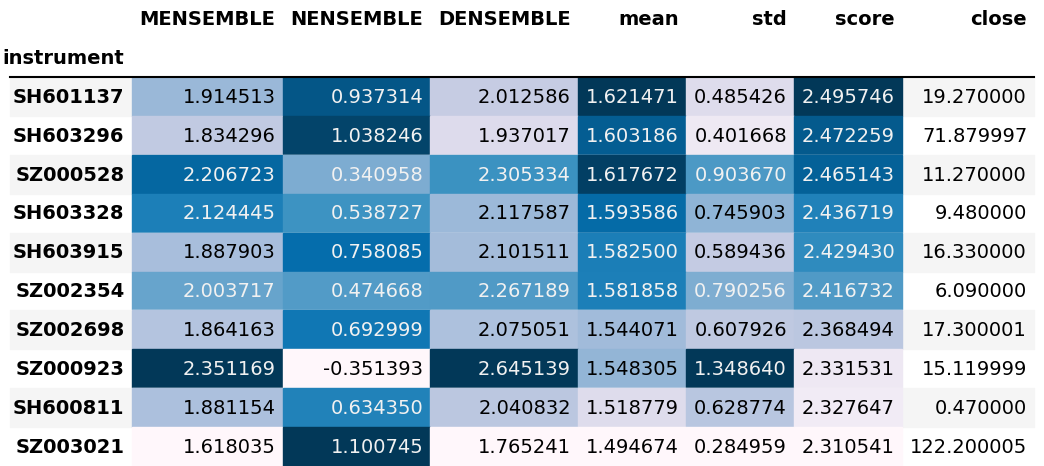 MENSEMBLE NENSEMBLE DENSEMBLE mean std score close
instrument
SH601137 1.914513 0.937314 2.012586 1.621471 0.485426 2.495746 19.270000
SH603296 1.834296 1.038246 1.937017 1.603186 0.401668 2.472259 71.879997
SZ000528 2.206723 0.340958 2.305334 1.617672 0.903670 2.465143 11.270000
SH603328 2.124445 0.538727 2.117587 1.593586 0.745903 2.436719 9.480000
SH603915 1.887903 0.758085 2.101511 1.582500 0.589436 2.429430 16.330000
SZ002354 2.003717 0.474668 2.267189 1.581858 0.790256 2.416732 6.090000
SZ002698 1.864163 0.692999 2.075051 1.544071 0.607926 2.368494 17.300001
SZ000923 2.351169 -0.351393 2.645139 1.548305 1.348640 2.331531 15.119999
SH600811 1.881154 0.634350 2.040832 1.518779 0.628774 2.327647 0.470000
SZ003021 1.618035 1.100745 1.765241 1.494674 0.284959 2.310541 122.200005